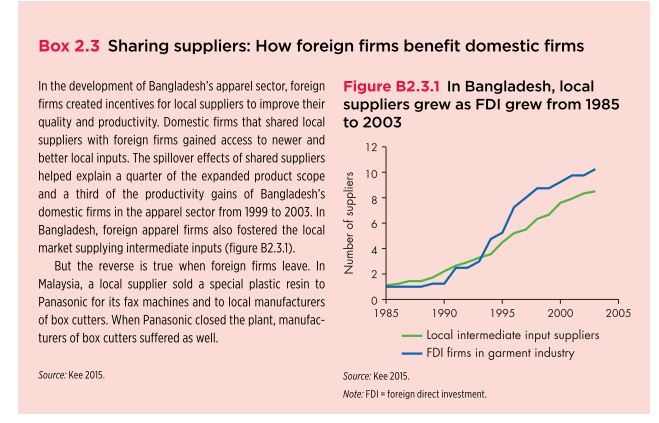 Box 2.3 Sharing suppliers: How foreign firms benefit domestic firms
In the development of Bangladesh's apparel sector, foreign
firms created incentives for local suppliers to improve their
quality and productivity. Domestic firms that shared local
suppliers with foreign firms gained access to newer and
better local inputs. The spillover effects of shared suppliers
helped explain a quarter of the expanded product scope
and a third of the productivity gains of Bangladesh's
domestic firms in the apparel sector from 1999 to 2003. In
Bangladesh, foreign apparel firms also fostered the local
market supplying intermediate inputs (figure B2.3.1).
But the reverse is true when foreign firms leave. In
Malaysia, a local supplier sold a special plastic resin to
Panasonic for its fax machines and to local manufacturers
of box cutters. When Panasonic closed the plant, manufac-
turers of box cutters suffered as well.
Source: Kee 2015.
Figure B2.3.1 In Bangladesh, local
suppliers grew as FDI grew from 1985
to 2003
Number of suppliers
12
10
8
6
4
2
0
1985 1990 1995 2000 2005
Local intermediate input suppliers
FDI firms in garment industry
Source: Kee 2015.
Note: FDI = foreign direct investment.